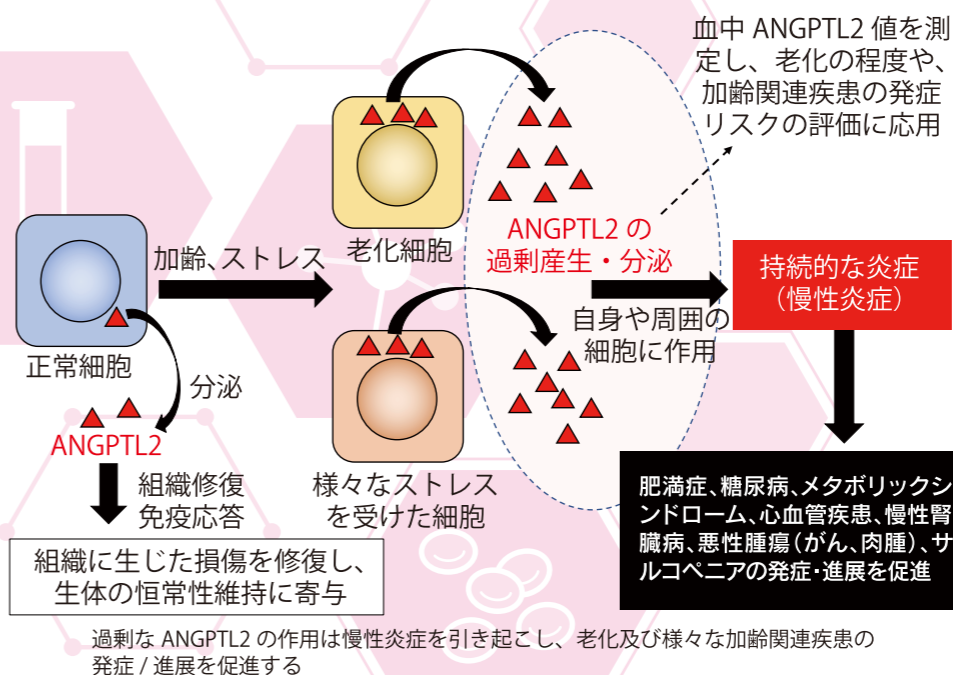 血中 ANGPTL2 値を測
定し、老化の程度や、
加齢関連疾患の発症
リスクの評価に応用
老化細胞
ANGPTL2 の
過剰産生・分泌
加齢、ストレス
持続的な炎症
（慢性炎症）
自身や周囲の
細胞に作用
正常細胞
分泌
ANGPTL2
組織修復
免疫応答
様々なストレス
を受けた細胞
肥満症、糖尿病、メタボリックシ
ンドローム、心血管疾患、慢性腎
臓病、悪性腫瘍（がん、肉腫）、サ
ルコペニアの発症・進展を促進
組織に生じた損傷を修復し、
生体の恒常性維持に寄与
過剰な ANGPTL2 の作用は慢性炎症を引き起こし、老化及び様々な加齢関連疾患の
発症 / 進展を促進する